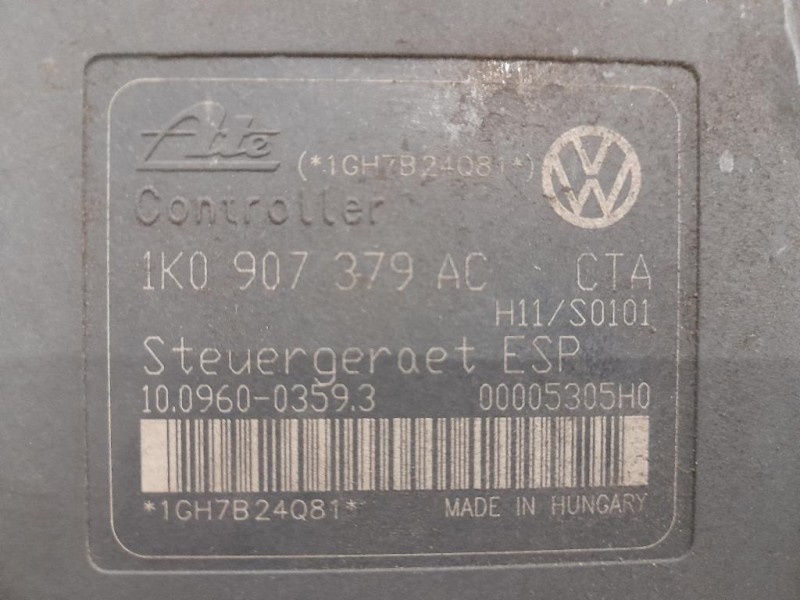 Ate (*1GH7B24Q81*)
Controller
1K0 907 379 AC CTA
H11/S0101
Steuergeraet ESP
10.0960-0359.3 00005305H0
*1GH7B24Q81* MADE IN HUNGARY